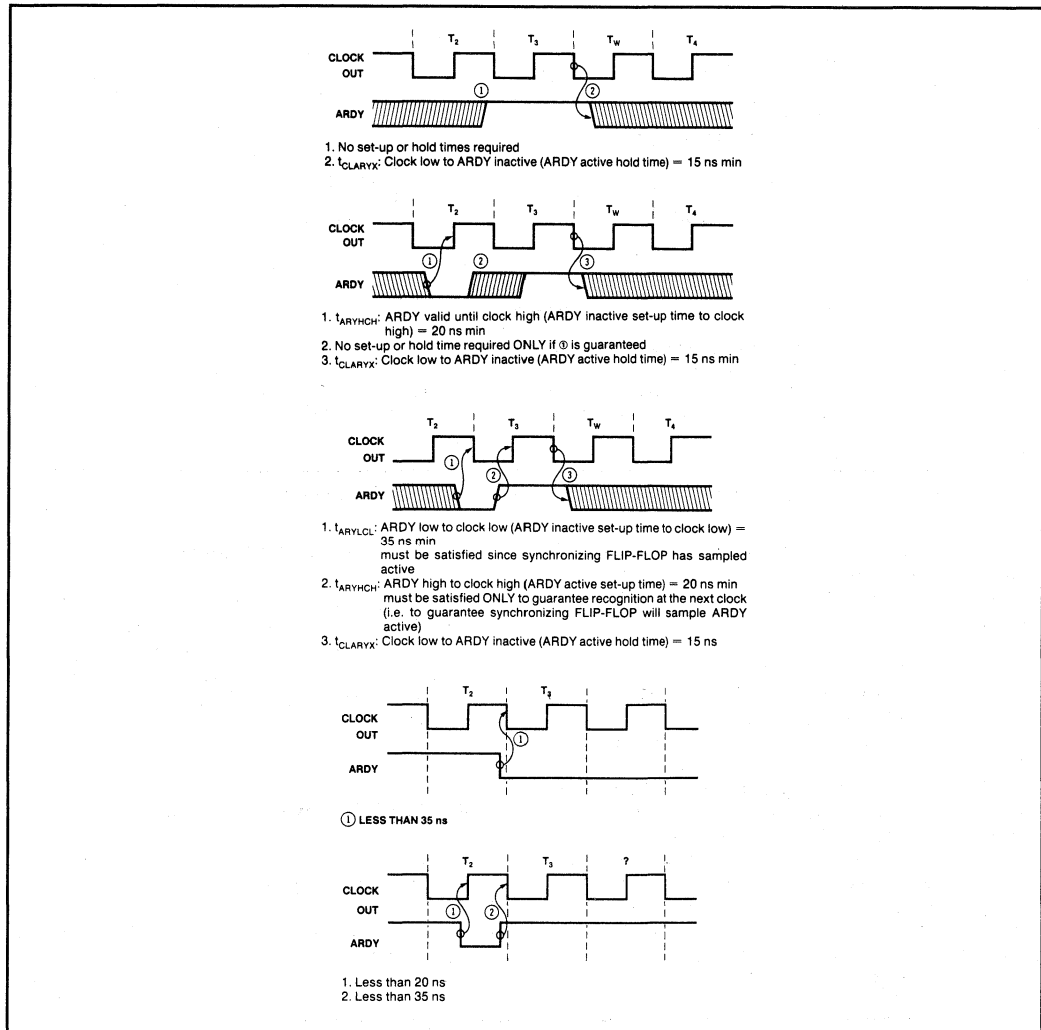 T2 T3 TW T4
CLOCK
OUT
1 2
ARDY
1. No set-up or hold times required
2. tCLARYX: Clock low to ARDY inactive (ARDY active hold time) = 15 ns min
T2 T3 TW T4
CLOCK
OUT
1 2 3
ARDY
1. tARYHCH: ARDY valid until clock high (ARDY inactive set-up time to clock
high) = 20 ns min
2. No set-up or hold time required ONLY if ① is guaranteed
3. tCLARYX: Clock low to ARDY inactive (ARDY active hold time) = 15 ns min
T2 T3 TW T4
CLOCK
OUT
1 2 3
ARDY
1. tARYLCL: ARDY low to clock low (ARDY inactive set-up time to clock low) =
35 ns min
must be satisfied since synchronizing FLIP-FLOP has sampled
active
2. tARYHCH: ARDY high to clock high (ARDY active set-up time) = 20 ns min
must be satisfied ONLY to guarantee recognition at the next clock
(i.e. to guarantee synchronizing FLIP-FLOP will sample ARDY
active)
3. tCLARYX: Clock low to ARDY inactive (ARDY active hold time) = 15 ns
T2 T3
CLOCK
OUT
1
ARDY
① LESS THAN 35 ns
T2 T3 ?
CLOCK
OUT
1 2
ARDY
1. Less than 20 ns
2. Less than 35 ns